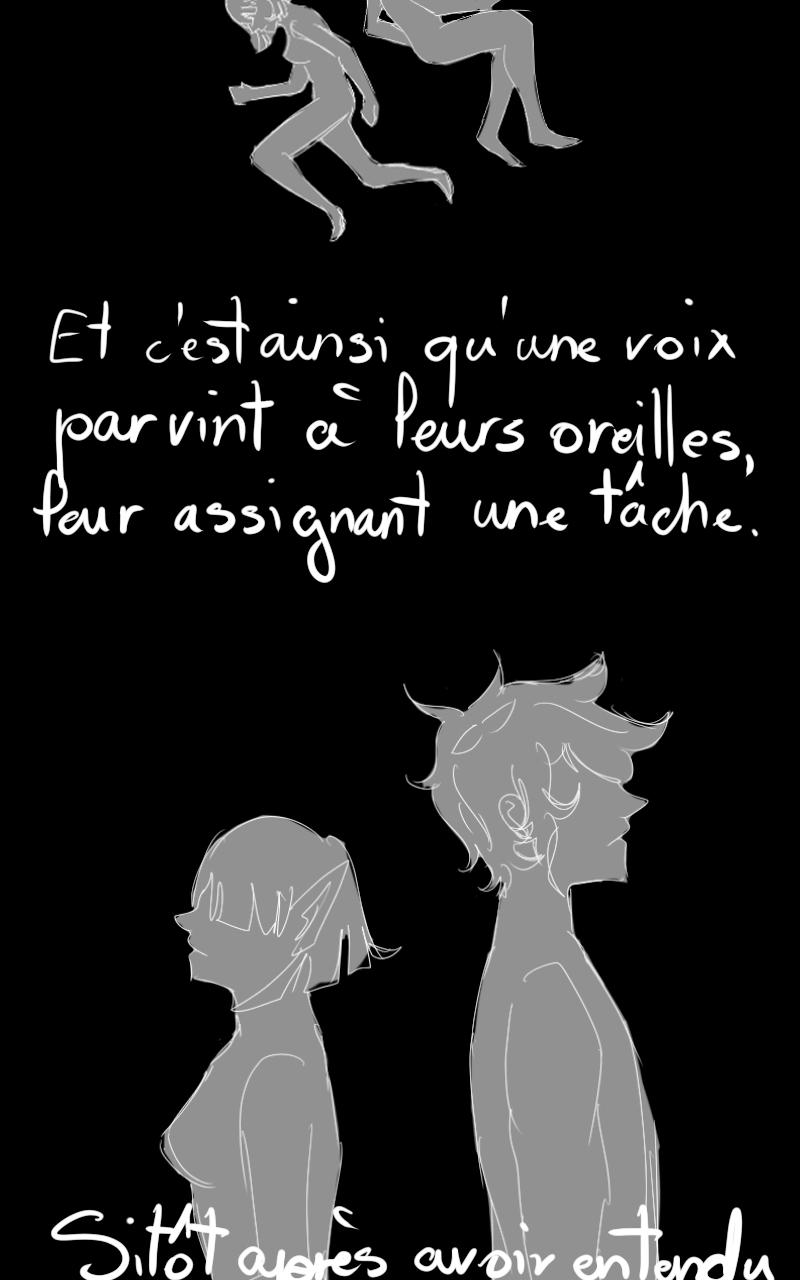 Et c'est ainsi qu'une voix
parvint à leurs oreilles,
leur assignant une tâche.
Sitôt après avoir entendu